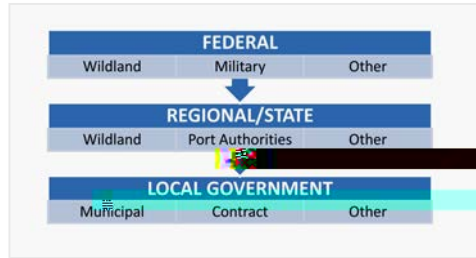 FEDERAL
Wildland Military Other
REGIONAL/STATE
Wildland Port Authorities Other
LOCAL GOVERNMENT
Municipal Contract Other